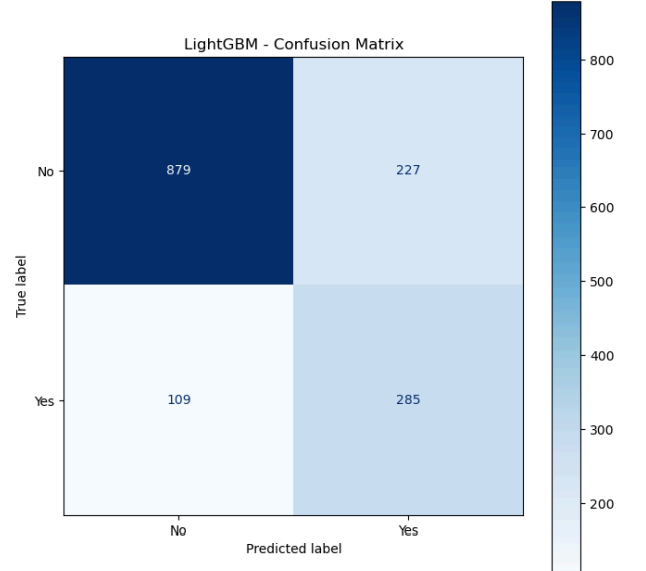 LightGBM - Confusion Matrix
True label
No
879
227
Yes
109
285
No
Yes
Predicted label
800
700
600
500
400
300
200